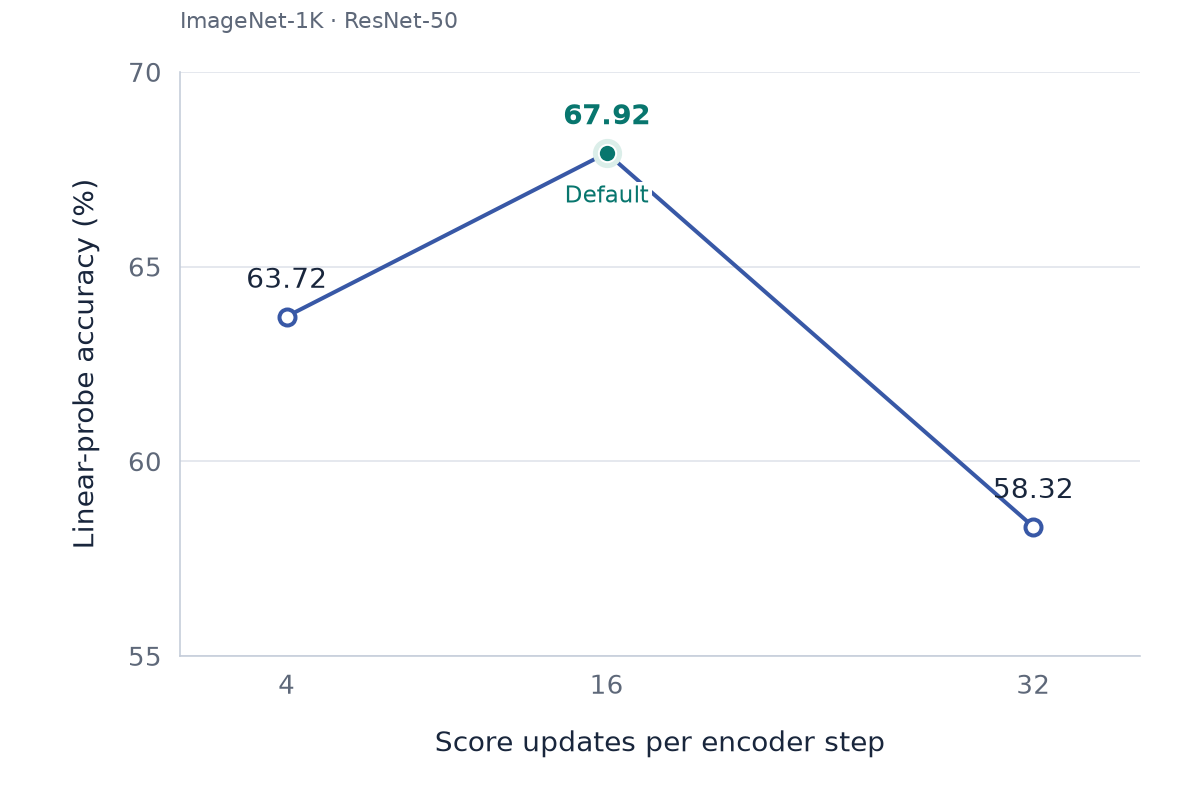 ImageNet-1K · ResNet-50
70
67.92
Default
65
63.72
60
58.32
55
4 16 32
Score updates per encoder step
Linear-probe accuracy (%)